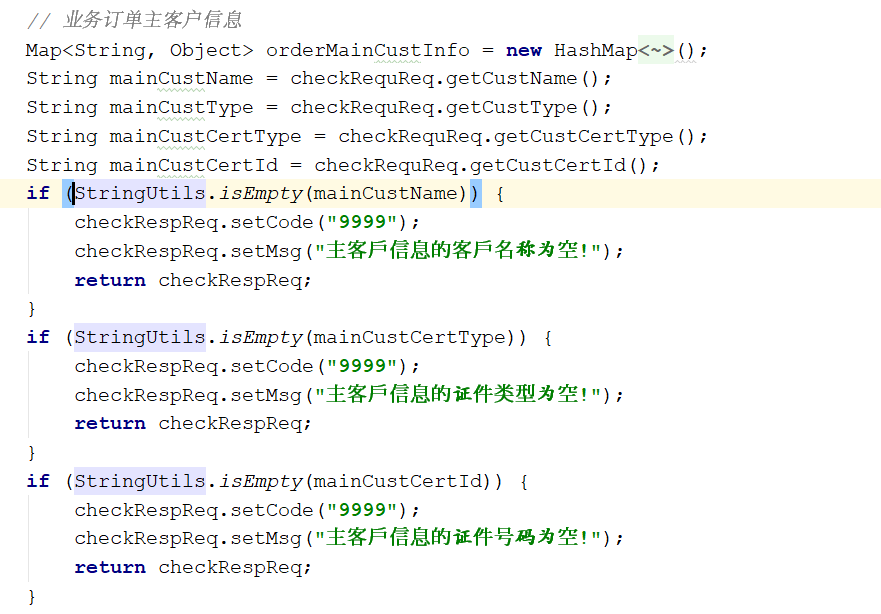 // 业务订单主客户信息
Map<String, Object> orderMainCustInfo = new HashMap<~>();
String mainCustName = checkRequReq.getCustName();
String mainCustType = checkRequReq.getCustType();
String mainCustCertType = checkRequReq.getCustCertType();
String mainCustCertId = checkRequReq.getCustCertId();
if (StringUtils.isEmpty(mainCustName)) {
checkRespReq.setCode("9999");
checkRespReq.setMsg("主客户信息的客户名称为空!");
return checkRespReq;
}
if (StringUtils.isEmpty(mainCustCertType)) {
checkRespReq.setCode("9999");
checkRespReq.setMsg("主客户信息的证件类型为空!");
return checkRespReq;
}
if (StringUtils.isEmpty(mainCustCertId)) {
checkRespReq.setCode("9999");
checkRespReq.setMsg("主客户信息的证件号码为空!");
return checkRespReq;
}